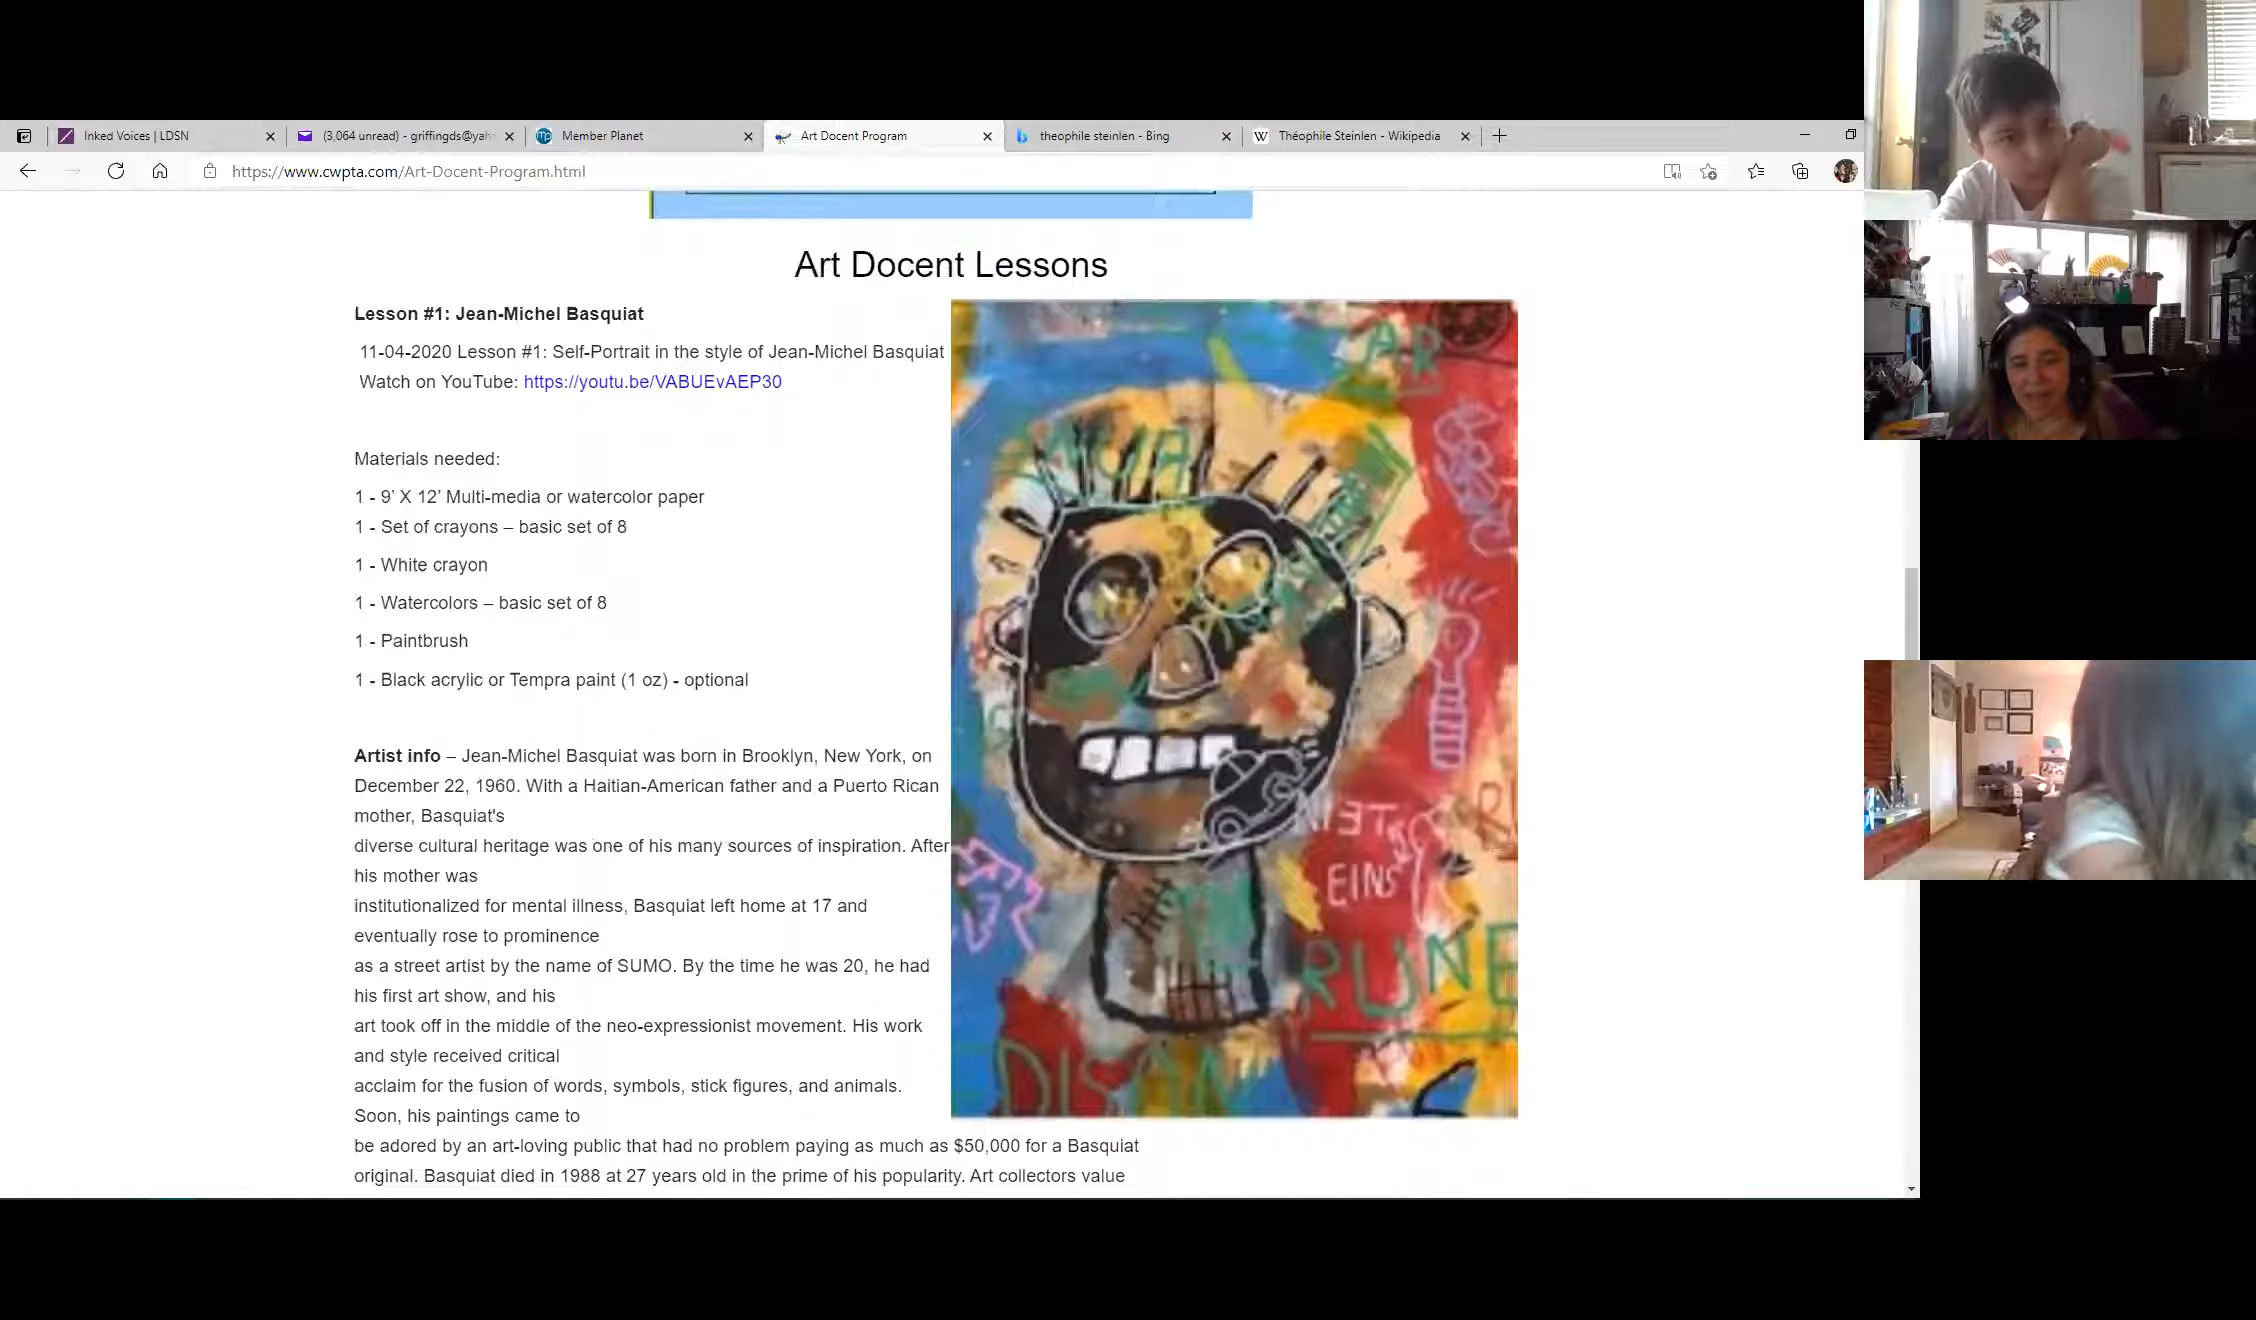 Inked Voices | LDSN
(3,064 unread) - griffingds@yah
Member Planet
Art Docent Program
theophile steinlen - Bing
Théophile Steinlen - Wikipedia
https://www.cwpta.com/Art-Docent-Program.html
Art Docent Lessons
Lesson #1: Jean-Michel Basquiat
11-04-2020 Lesson #1: Self-Portrait in the style of Jean-Michel Basquiat
Watch on YouTube: https://youtu.be/VABUEvAEP30
Materials needed:
1 - 9’ X 12’ Multi-media or watercolor paper
1 - Set of crayons – basic set of 8
1 - White crayon
1 - Watercolors – basic set of 8
1 - Paintbrush
1 - Black acrylic or Tempra paint (1 oz) - optional
Artist info – Jean-Michel Basquiat was born in Brooklyn, New York, on
December 22, 1960. With a Haitian-American father and a Puerto Rican
mother, Basquiat's
diverse cultural heritage was one of his many sources of inspiration. After
his mother was
institutionalized for mental illness, Basquiat left home at 17 and
eventually rose to prominence
as a street artist by the name of SUMO. By the time he was 20, he had
his first art show, and his
art took off in the middle of the neo-expressionist movement. His work
and style received critical
acclaim for the fusion of words, symbols, stick figures, and animals.
Soon, his paintings came to
be adored by an art-loving public that had no problem paying as much as $50,000 for a Basquiat
original. Basquiat died in 1988 at 27 years old in the prime of his popularity. Art collectors value
AR
EINS
RUNE